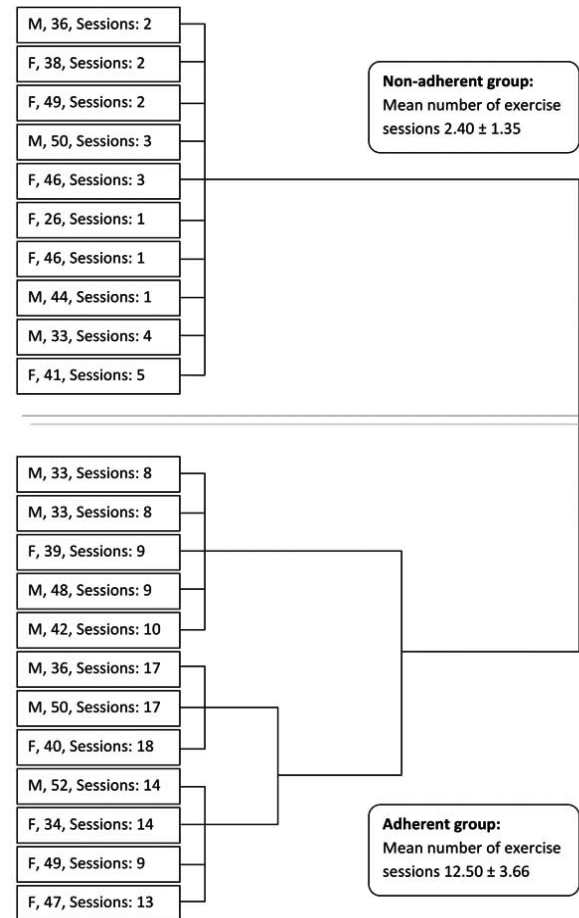 M, 36, Sessions: 2
F, 38, Sessions: 2
F, 49, Sessions: 2
M, 50, Sessions: 3
F, 46, Sessions: 3
F, 26, Sessions: 1
F, 46, Sessions: 1
M, 44, Sessions: 1
M, 33, Sessions: 4
F, 41, Sessions: 5
Non-adherent group:
Mean number of exercise
sessions 2.40 ± 1.35
M, 33, Sessions: 8
M, 33, Sessions: 8
F, 39, Sessions: 9
M, 48, Sessions: 9
M, 42, Sessions: 10
M, 36, Sessions: 17
M, 50, Sessions: 17
F, 40, Sessions: 18
M, 52, Sessions: 14
F, 34, Sessions: 14
F, 49, Sessions: 9
F, 47, Sessions: 13
Adherent group:
Mean number of exercise
sessions 12.50 ± 3.66